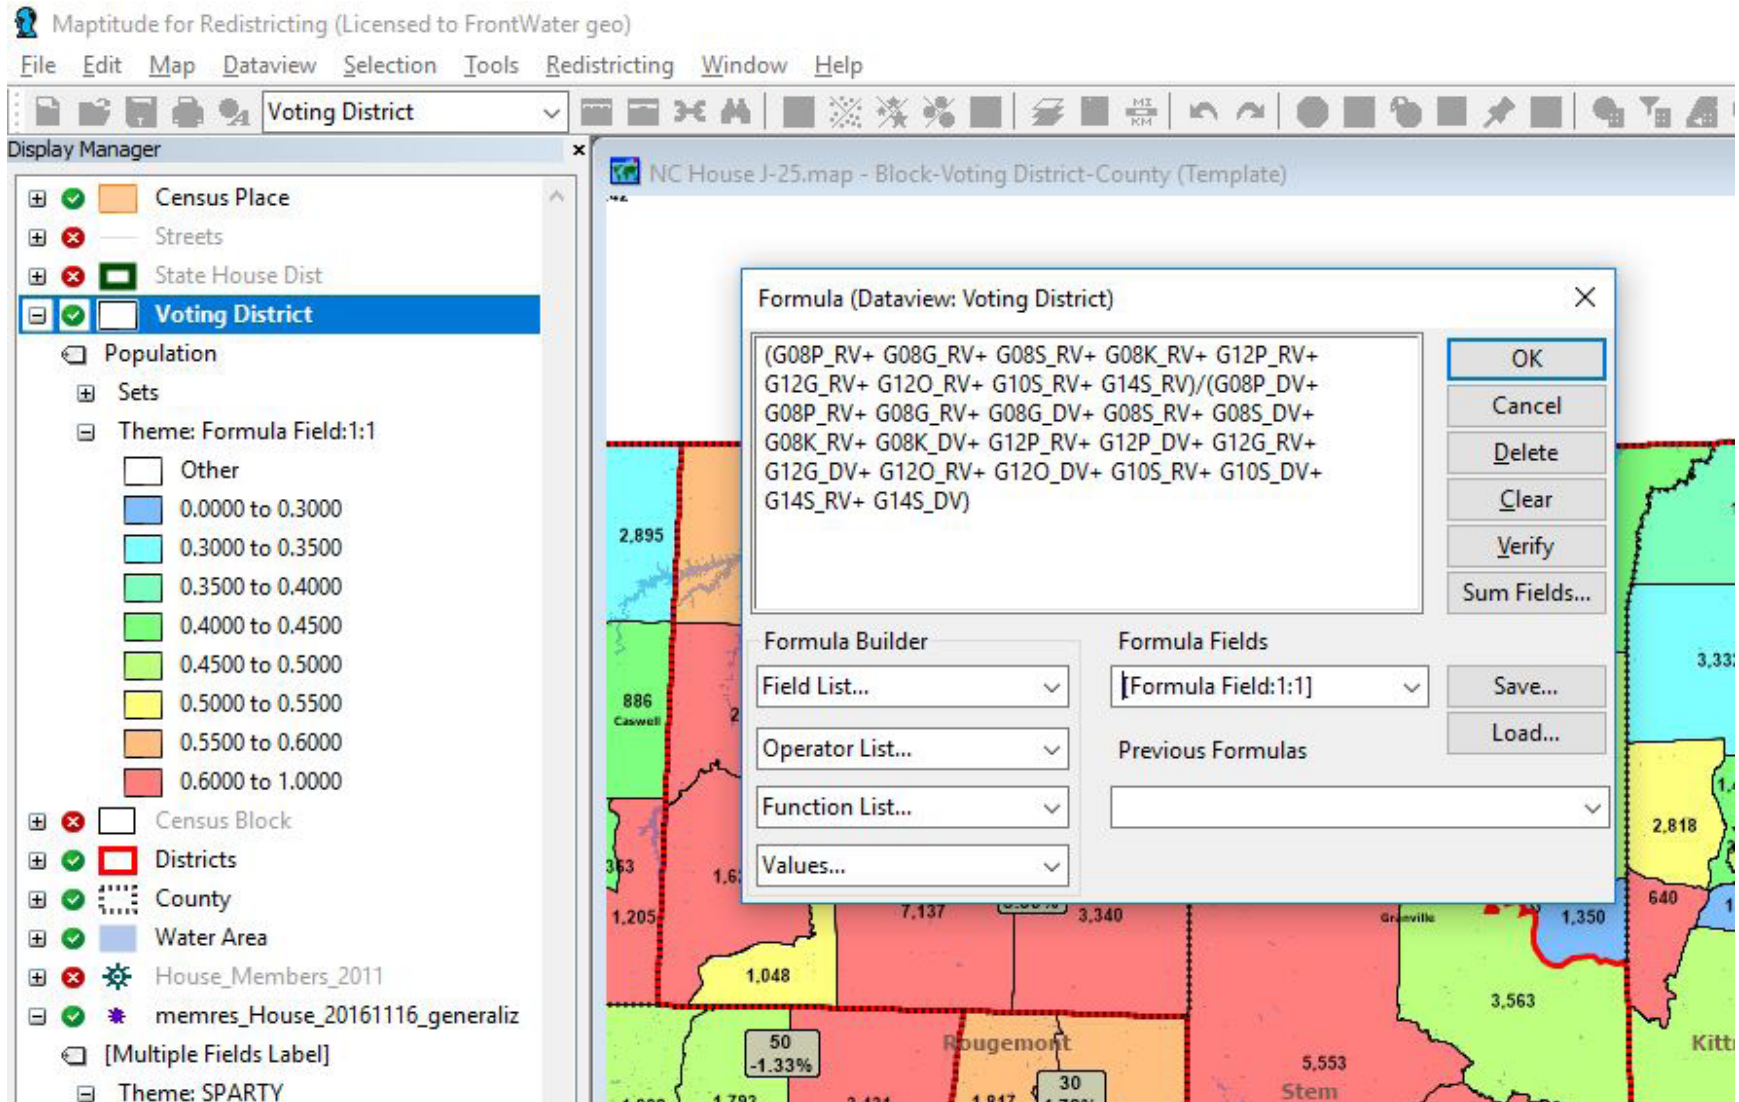 Maptitude for Redistricting (Licensed to FrontWater geo)
File Edit Map Dataview Selection Tools Redistricting Window Help
Voting District
MI
KM
Display Manager
NC House J-25.map - Block-Voting District-County (Template)
Census Place
Streets
State House Dist
Voting District
Population
Sets
Theme: Formula Field:1:1
Other
0.0000 to 0.3000
0.3000 to 0.3500
0.3500 to 0.4000
0.4000 to 0.4500
0.4500 to 0.5000
0.5000 to 0.5500
0.5500 to 0.6000
0.6000 to 1.0000
Census Block
Districts
County
Water Area
House_Members_2011
memres_House_20161116_generaliz
[Multiple Fields Label]
Theme: SPARTY
Formula (Dataview: Voting District)
(G08P_RV+ G08G_RV+ G08S_RV+ G08K_RV+ G12P_RV+
G12G_RV+ G12O_RV+ G10S_RV+ G14S_RV)/(G08P_DV+
G08P_RV+ G08G_RV+ G08G_DV+ G08S_RV+ G08S_DV+
G08K_RV+ G08K_DV+ G12P_RV+ G12P_DV+ G12G_RV+
G12G_DV+ G12O_RV+ G12O_DV+ G10S_RV+ G10S_DV+
G14S_RV+ G14S_DV)
OK
Cancel
Delete
Clear
Verify
Sum Fields...
Formula Builder
Field List...
Operator List...
Function List...
Values...
Formula Fields
[Formula Field:1:1]
Save...
Load...
Previous Formulas
2,895
886
Caswell
1,205
7,137
3,340
Granville
1,350
640
2,818
1,048
3,563
50
-1.33%
Rougemont
30
5,553
Stem